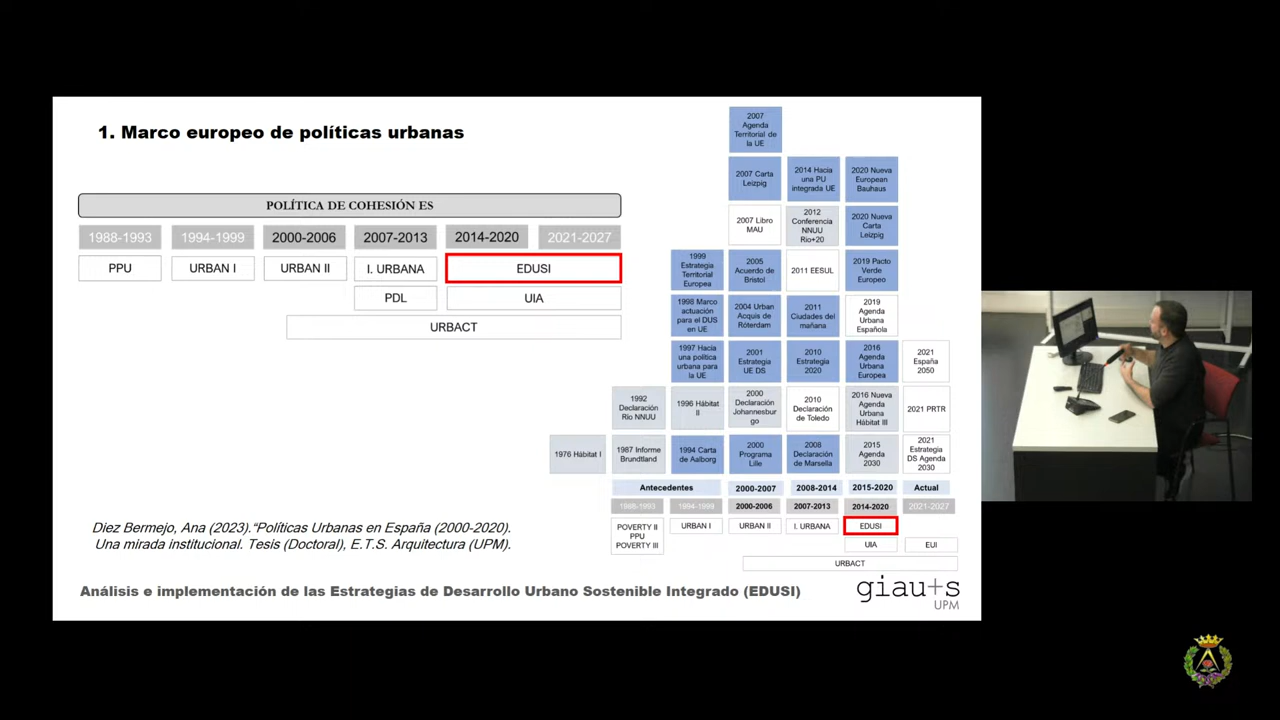 1. Marco europeo de políticas urbanas
POLÍTICA DE COHESIÓN ES
1988-1993
1994-1999
2000-2006
2007-2013
2014-2020
2021-2027
PPU
URBAN I
URBAN II
I. URBANA
EDUSI
PDL
UIA
URBACT
2007
Agenda
Territorial de
la UE
2007 Carta
Leizpig
2014 Hacia
una PU
integrada UE
2020 Nueva
European
Bauhaus
2007 Libro
MAU
2012
Conferencia
NNUU
Rio+20
2020 Nueva
Carta
Leizpig
1999
Estrategia
Territorial
Europea
2005
Acuerdo de
Bristol
2011 EESUL
2019 Pacto
Verde
Europeo
1998 Marco
actuación
para el DUS
en UE
2004 Urban
Acquis de
Róterdam
2011
Ciudades del
mañana
2019
Agenda
Urbana
Española
1997 Hacía
una política
urbana para
la UE
2001
Estrategia
UE DS
2010
Estrategia
2020
2016
Agenda
Urbana
Europea
2021
España
2050
1992
Declaración
Río NNUU
1996 Hábitat
II
2000
Declaración
Johannesbur
go
2010
Declaración
de Toledo
2016 Nueva
Agenda
Urbana
Hábitat III
2021 PRTR
1976 Hábitat I
1987 Informe
Brundtland
1994 Carta
de Aalborg
2000
Programa
Lille
2008
Declaración
de Marsella
2015
Agenda
2030
2021
Estrategia
DS Agenda
2030
Antecedentes
2000-2007
2008-2014
2015-2020
Actual
1988-1993
1994-1999
2000-2006
2007-2013
2014-2020
2021-2027
POVERTY II
PPU
POVERTY III
URBAN I
URBAN II
I. URBANA
EDUSI
UIA
EUI
URBACT
Diez Bermejo, Ana (2023).“Políticas Urbanas en España (2000-2020).
Una mirada institucional. Tesis (Doctoral), E.T.S. Arquitectura (UPM).
Análisis e implementación de las Estrategias de Desarrollo Urbano Sostenible Integrado (EDUSI)
giau+s
UPM